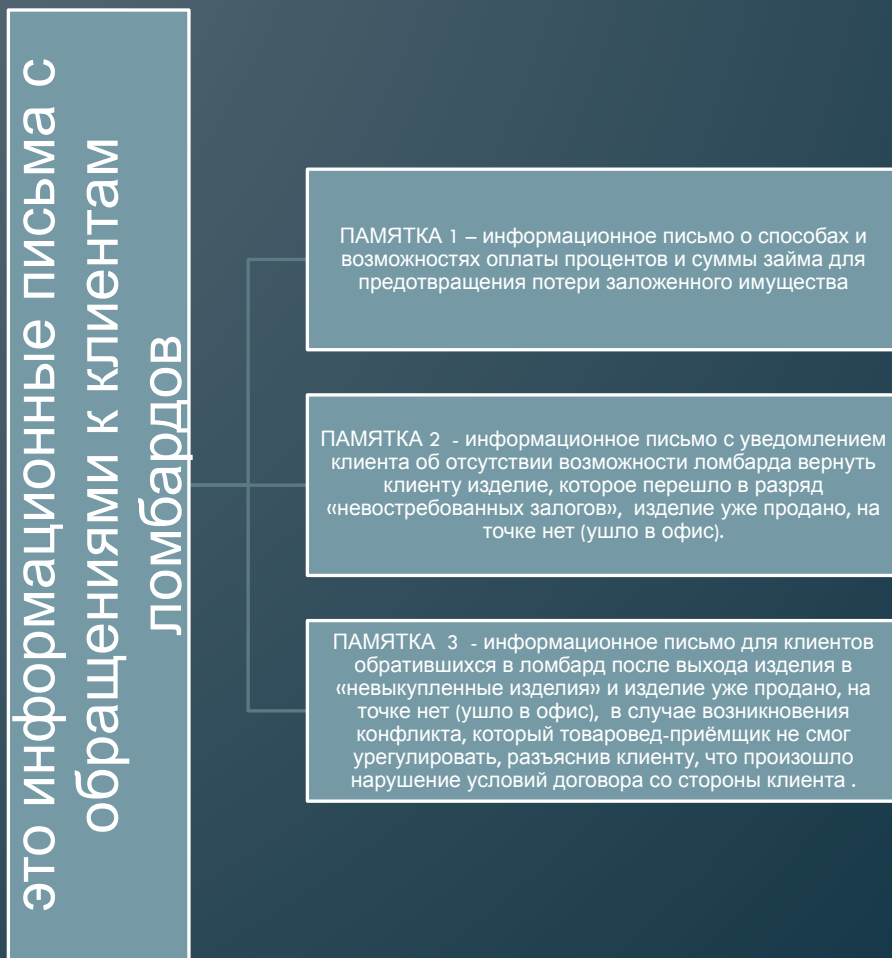 это информационные письма с
обращениями к клиентам
ломбардов
ПАМЯТКА 1 – информационное письмо о способах и
возможностях оплаты процентов и суммы займа для
предотвращения потери заложенного имущества
ПАМЯТКА 2 - информационное письмо с уведомлением
клиента об отсутствии возможности ломбарда вернуть
клиенту изделие, которое перешло в разряд
«невостребованных залогов», изделие уже продано, на
точке нет (ушло в офис).
ПАМЯТКА 3 - информационное письмо для клиентов
обратившихся в ломбард после выхода изделия в
«невыкупленные изделия» и изделие уже продано, на
точке нет (ушло в офис), в случае возникновения
конфликта, который товаровед-приёмщик не смог
урегулировать, разъяснив клиенту, что произошло
нарушение условий договора со стороны клиента .